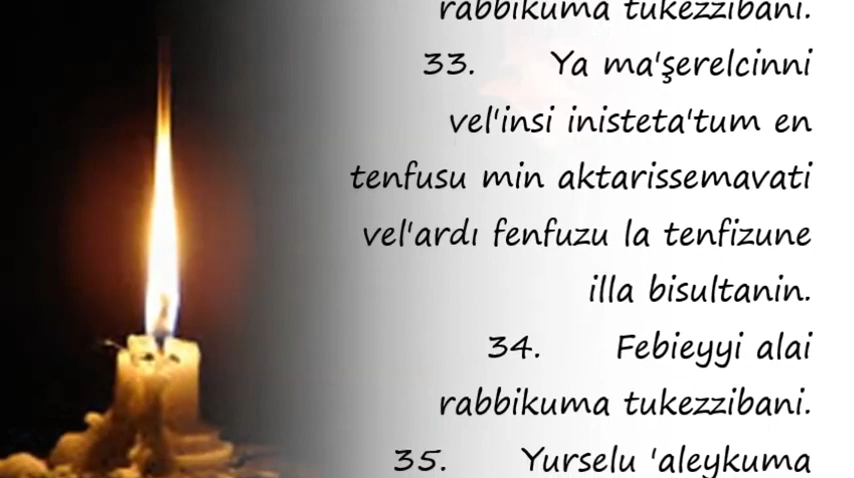 rabbikuma tukezzibani.
33. Ya ma'şerelcinni
vel'insi inisteta'tum en
tenfusu min aktarissemavati
vel'ardı fenfuzu la tenfizune
illa bisultanin.
34. Febieyyi alai
rabbikuma tukezzibani.
35. Yurselu 'aleykuma